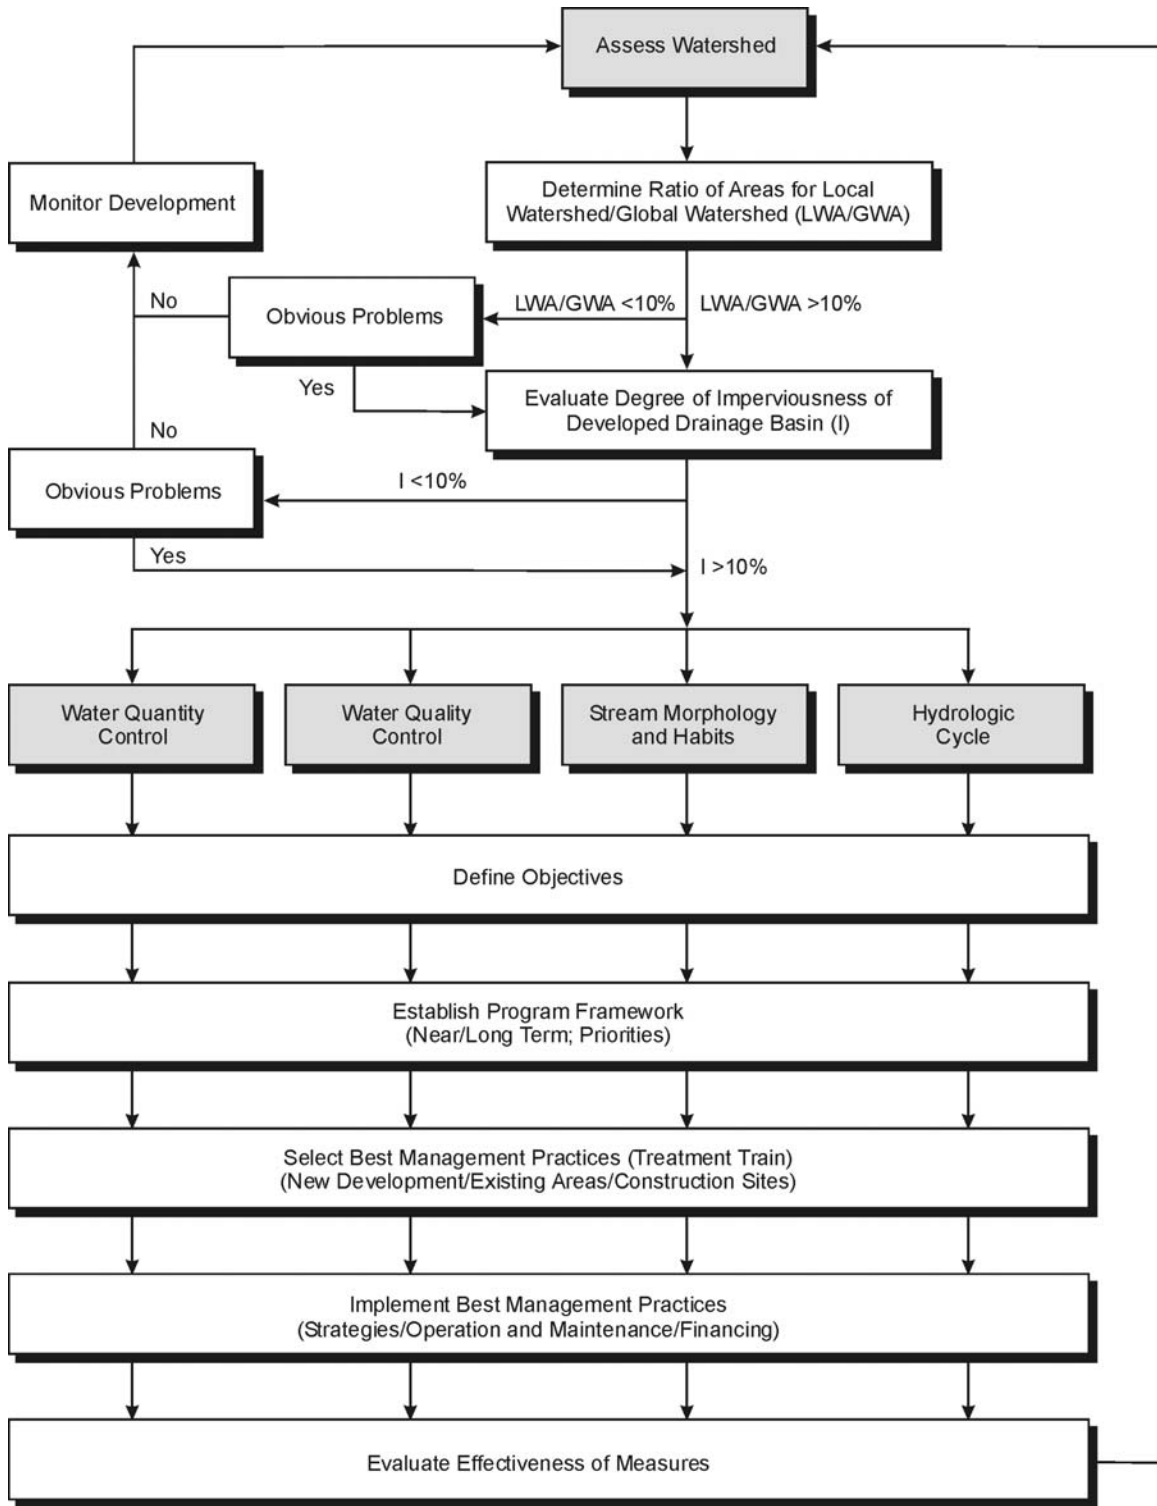 Assess Watershed
Monitor Development
Determine Ratio of Areas for Local
Watershed/Global Watershed (LWA/GWA)
No
Obvious Problems
LWA/GWA <10%
LWA/GWA >10%
Yes
Evaluate Degree of Imperviousness of
Developed Drainage Basin (I)
No
Obvious Problems
I <10%
Yes
I >10%
Water Quantity
Control
Water Quality
Control
Stream Morphology
and Habits
Hydrologic
Cycle
Define Objectives
Establish Program Framework
(Near/Long Term; Priorities)
Select Best Management Practices (Treatment Train)
(New Development/Existing Areas/Construction Sites)
Implement Best Management Practices
(Strategies/Operation and Maintenance/Financing)
Evaluate Effectiveness of Measures